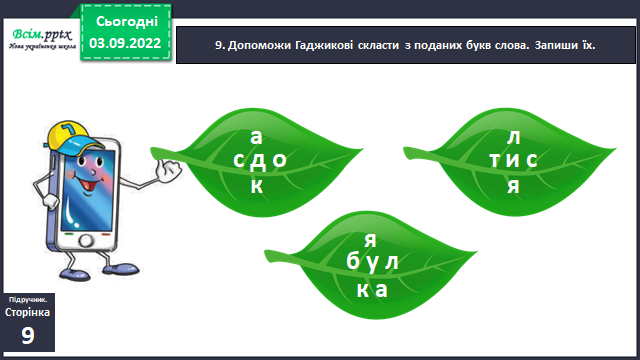 Всім.pptx
Нова українська школа
Сьогодні
03.09.2022
9. Допоможи Гаджикові скласти з поданих букв слова. Запиши їх.
а
с д о
к
л
т и с
я
я
б у л
к а
Підручник.
Сторінка
9